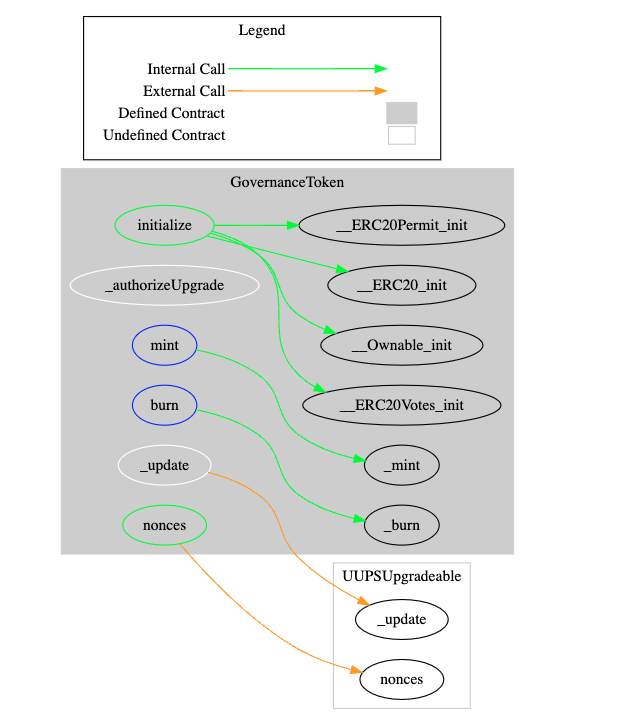 Legend
Internal Call
External Call
Defined Contract
Undefined Contract
GovernanceToken
initialize
__ERC20Permit_init
_authorizeUpgrade
__ERC20_init
mint
__Ownable_init
burn
__ERC20Votes_init
_update
_mint
nonces
_burn
UUPSUpgradeable
_update
nonces